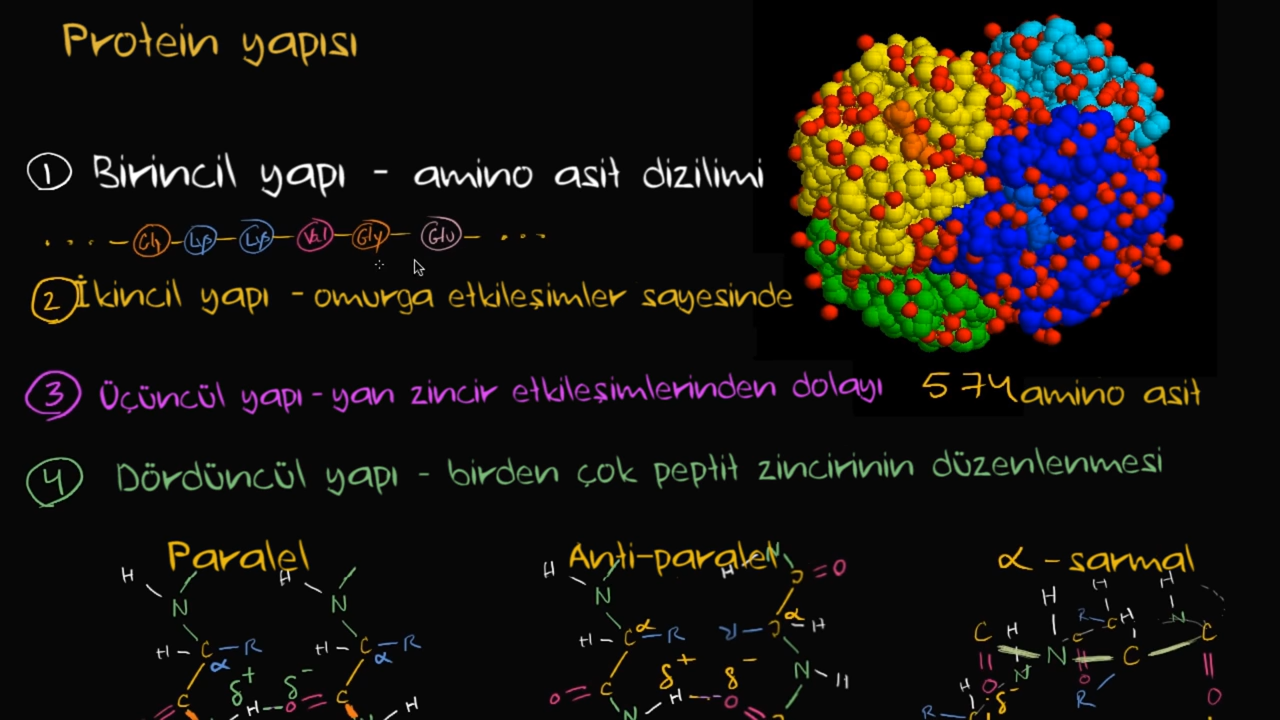 Protein yapısı
1 Birincil yapı - amino asit dizilimi
.... Gly Lys Lys Val Gly Glu ...
2 İkincil yapı - omurga etkileşimler sayesinde
3 Üçüncül yapı - yan zincir etkileşimlerinden dolayı
574 amino asit
4 Dördüncül yapı - birden çok peptit zincirinin düzenlenmesi
Paralel Anti-paralel α - sarmal
H H H N C = O H H H
N N N H N C
H - C - R H - C - R H - C = R R - C - H C H N C
α α α α
δ+ δ- δ+ δ- N H
C H O C O = C H O R δ- O
N H